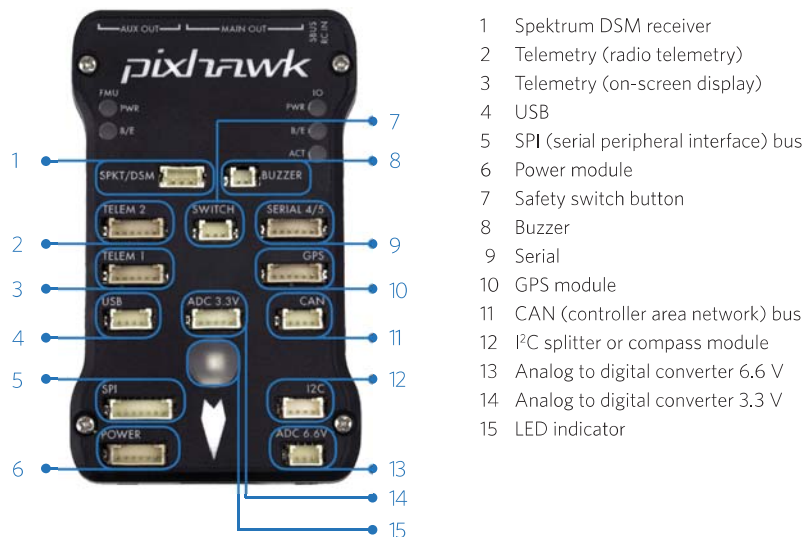 AUX OUT MAIN OUT SBUS RC IN
pixhawk
FMU IO
PWR PWR
B/E B/E
ACT
7
1 8
SPKT/DSM BUZZER
TELEM 2 SWITCH SERIAL 4/5
2 9
TELEM 1 GPS
3 10
USB ADC 3.3V CAN
4 11
5 12
SPI I2C
POWER ADC 6.6V
6 13
14
15
1 Spektrum DSM receiver
2 Telemetry (radio telemetry)
3 Telemetry (on-screen display)
4 USB
5 SPI (serial peripheral interface) bus
6 Power module
7 Safety switch button
8 Buzzer
9 Serial
10 GPS module
11 CAN (controller area network) bus
12 I²C splitter or compass module
13 Analog to digital converter 6.6 V
14 Analog to digital converter 3.3 V
15 LED indicator